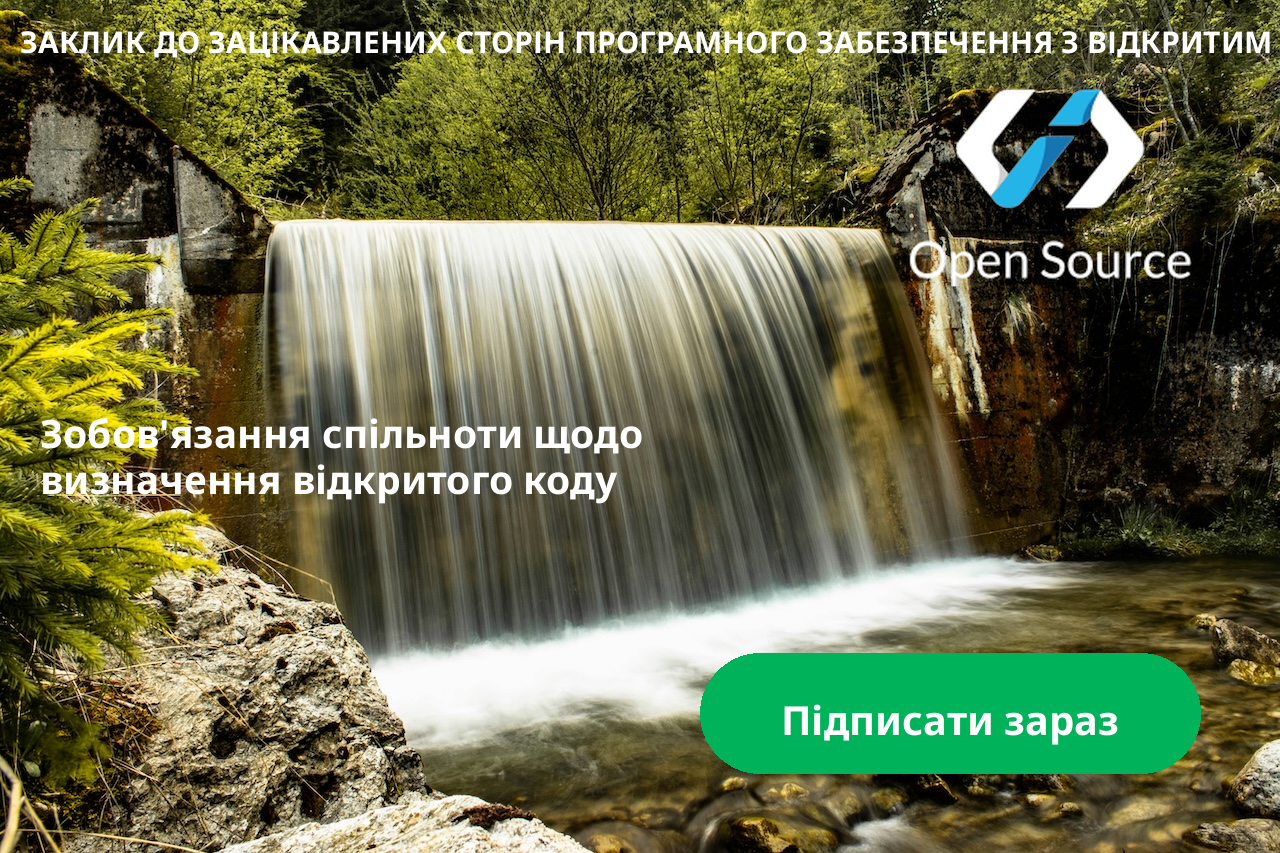 ЗАКЛИК ДО ЗАЦІКАВЛЕНИХ СТОРІН ПРОГРАМНОГО ЗАБЕЗПЕЧЕННЯ З ВІДКРИТИМ
Open Source
Зобов'язання спільноти щодо
визначення відкритого коду
Підписати зараз